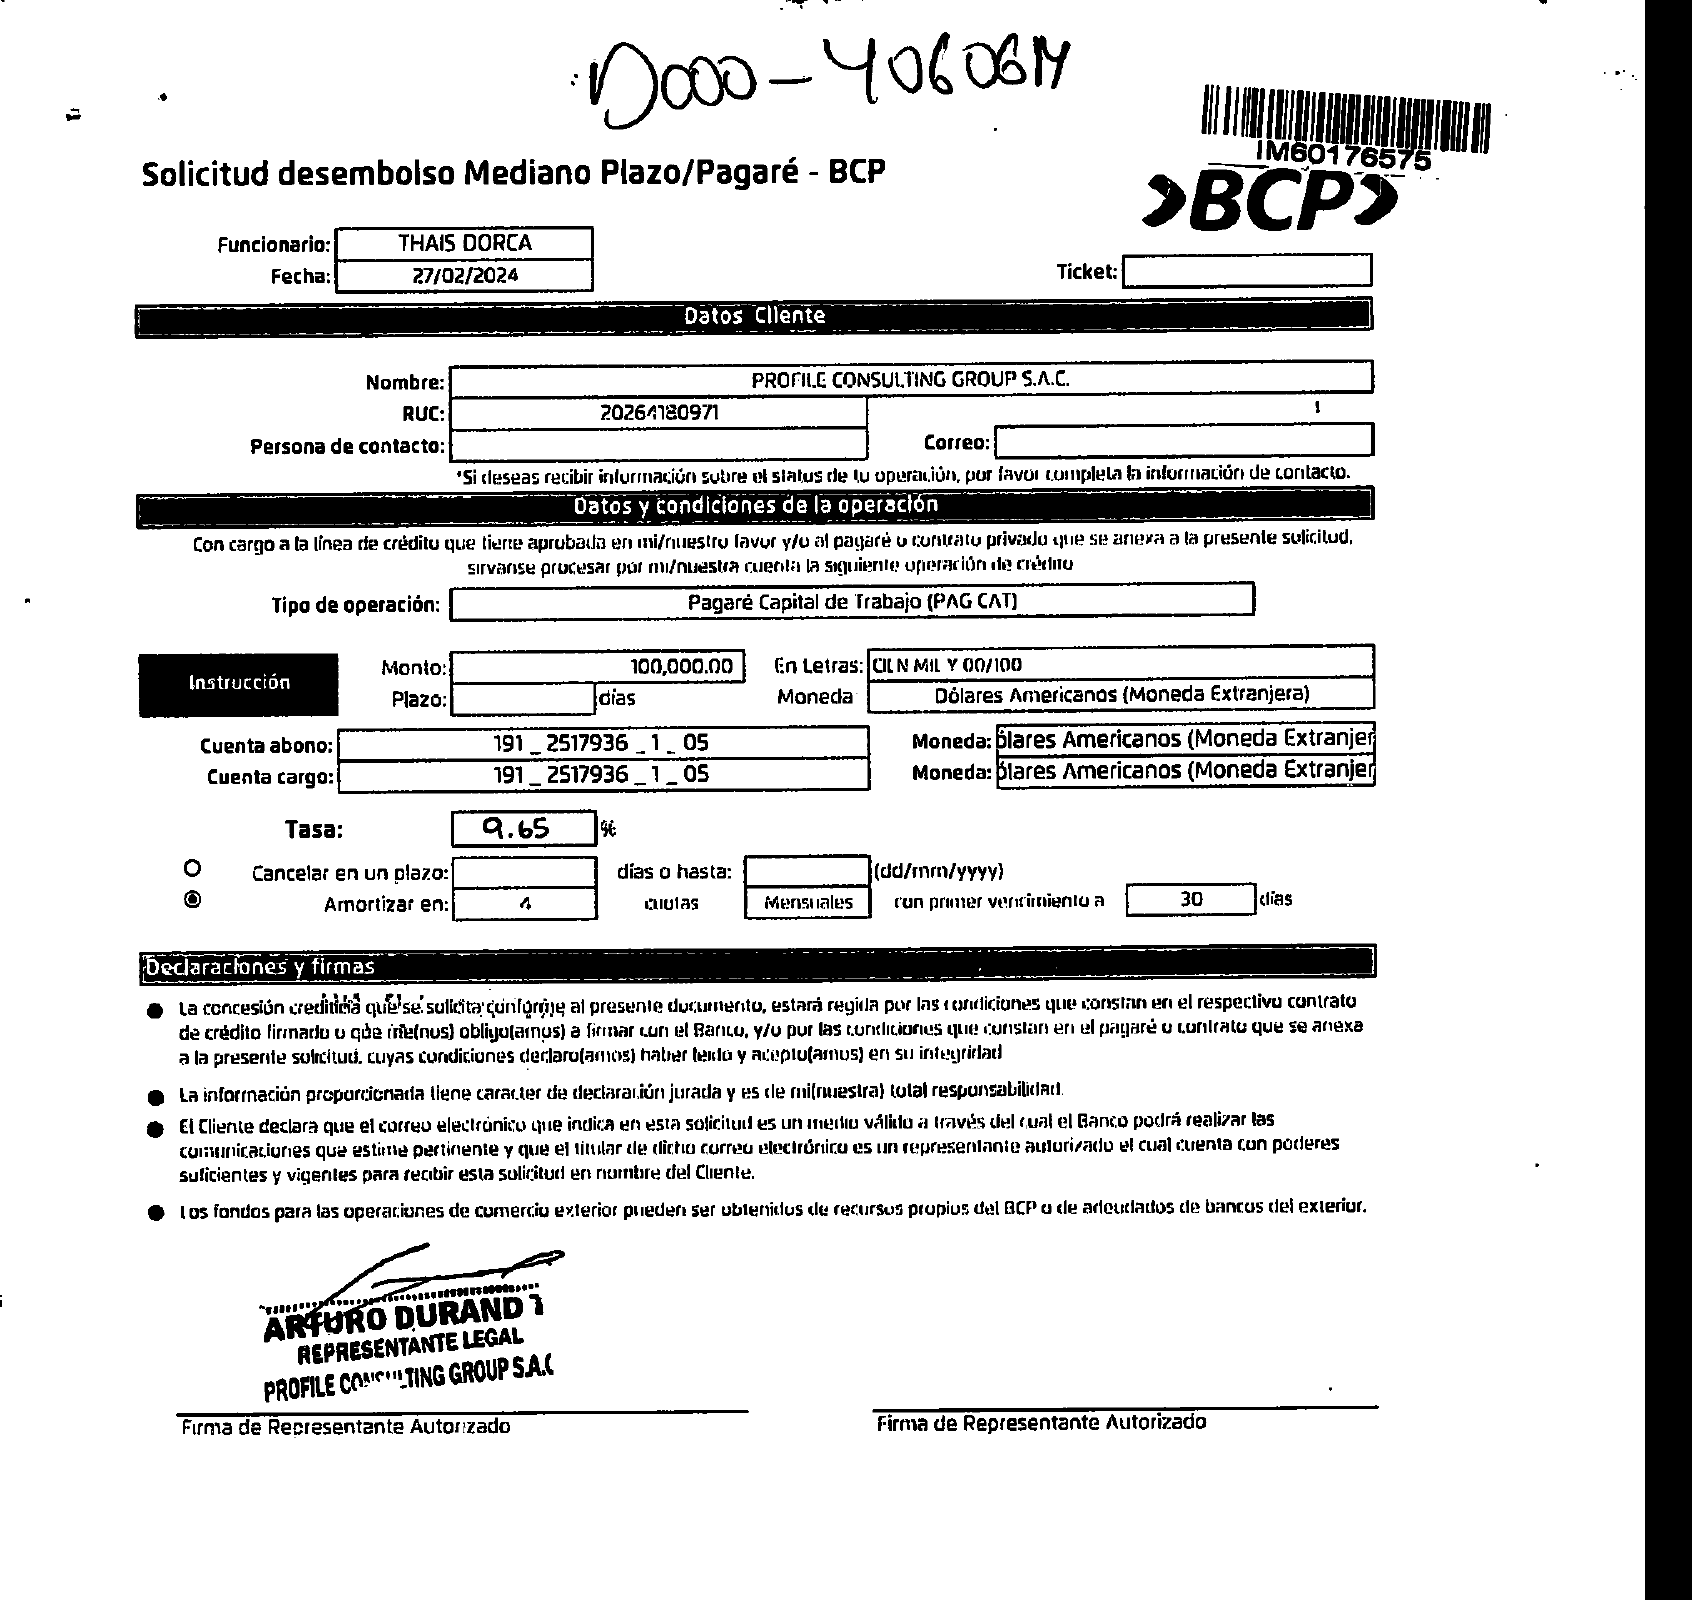 D000-406064
IM60176575
Solicitud desembolso Mediano Plazo/Pagaré - BCP
BCP
Funcionario: THAIS DORCA
Fecha: 27/02/2024
Ticket:
Datos Cliente
Nombre: PROFILE CONSULTING GROUP S.A.C.
RUC: 20264180971
Persona de contacto:
Correo:
*Si deseas recibir información sobre el status de tu operación, por favor completa la información de contacto.
Datos y condiciones de la operación
Con cargo a la línea de crédito que tiene aprobada en mi/nuestro favor y/o al pagaré o contrato privado que se anexa a la presente solicitud,
sírvanse procesar por mi/nuestra cuenta la siguiente operación de crédito
Tipo de operación: Pagaré Capital de Trabajo (PAG CAT)
Instrucción
Monto: 100,000.00 En Letras: CIEN MIL Y 00/100
Plazo: días Moneda Dólares Americanos (Moneda Extranjera)
Cuenta abono: 191 _ 2517936 _ 1 _ 05 Moneda: ólares Americanos (Moneda Extranjer
Cuenta cargo: 191 _ 2517936 _ 1 _ 05 Moneda: ólares Americanos (Moneda Extranjer
Tasa: 9.65 %
Cancelar en un plazo: días o hasta: (dd/mm/yyyy)
Amortizar en: 4 cuotas Mensuales con primer vencimiento a 30 días
Declaraciones y firmas
La concesión crediticia que se solicita conforme al presente documento, estará regida por las condiciones que constan en el respectivo contrato
de crédito firmado o que me(nos) obligo(amos) a firmar con el Banco, y/o por las condiciones que constan en el pagaré o contrato que se anexa
a la presente solicitud, cuyas condiciones declaro(amos) haber leído y acepto(amos) en su integridad
La información proporcionada tiene caracter de declaración jurada y es de mi(nuestra) total responsabilidad.
El Cliente declara que el correo electrónico que indica en esta solicitud es un medio válido a través del cual el Banco podrá realizar las
comunicaciones que estime pertinente y que el titular de dicho correo electrónico es un representante autorizado el cual cuenta con poderes
suficientes y vigentes para recibir esta solicitud en nombre del Cliente.
Los fondos para las operaciones de comercio exterior pueden ser obtenidos de recursos propios del BCP o de adeudados de bancos del exterior.
ARTURO DURAND T
REPRESENTANTE LEGAL
PROFILE CONSULTING GROUP S.A.C
Firma de Representante Autorizado
Firma de Representante Autorizado